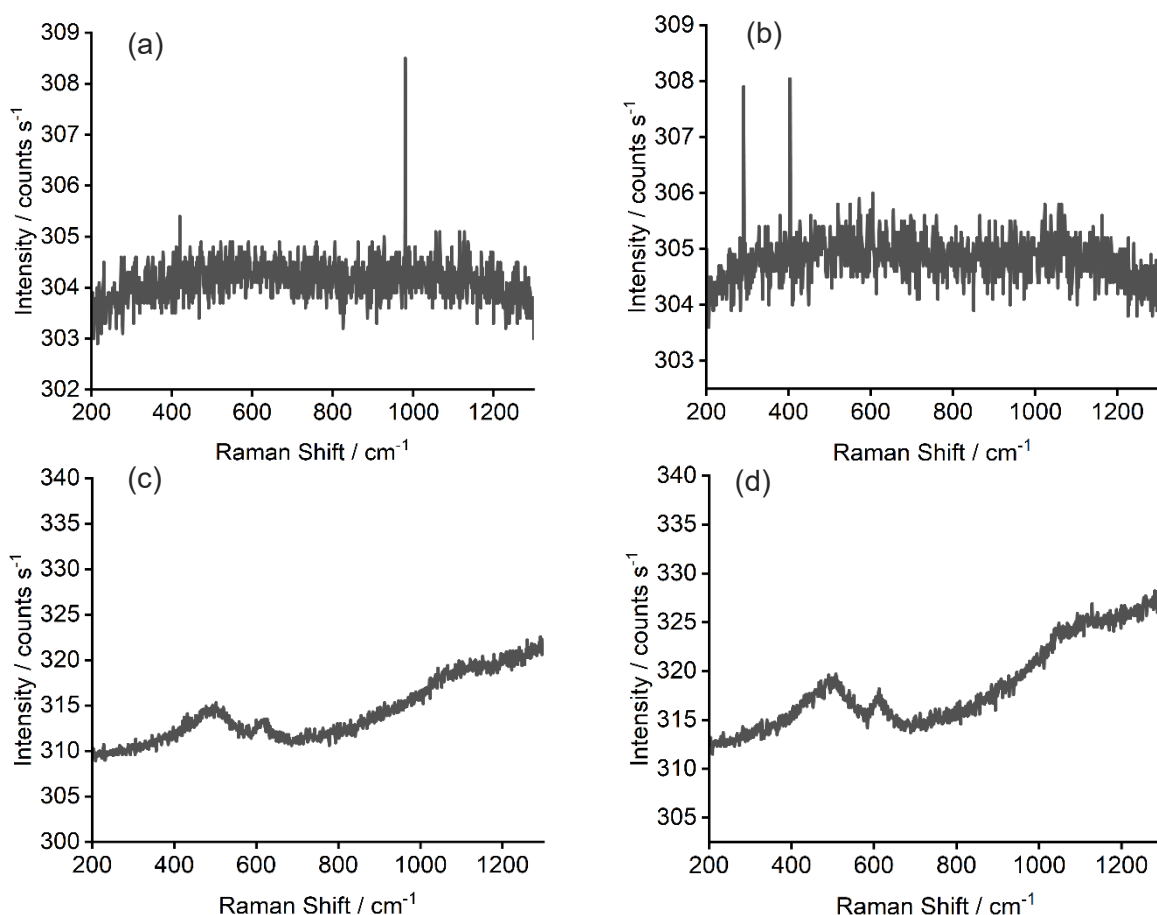 (a)
309
308
307
306
305
304
303
302
200 400 600 800 1000 1200
Intensity / counts s⁻¹
Raman Shift / cm⁻¹
(b)
309
308
307
306
305
304
303
200 400 600 800 1000 1200
Intensity / counts s⁻¹
Raman Shift / cm⁻¹
(c)
340
335
330
325
320
315
310
305
300
200 400 600 800 1000 1200
Intensity / counts s⁻¹
Raman Shift / cm⁻¹
(d)
340
335
330
325
320
315
310
305
200 400 600 800 1000 1200
Intensity / counts s⁻¹
Raman Shift / cm⁻¹